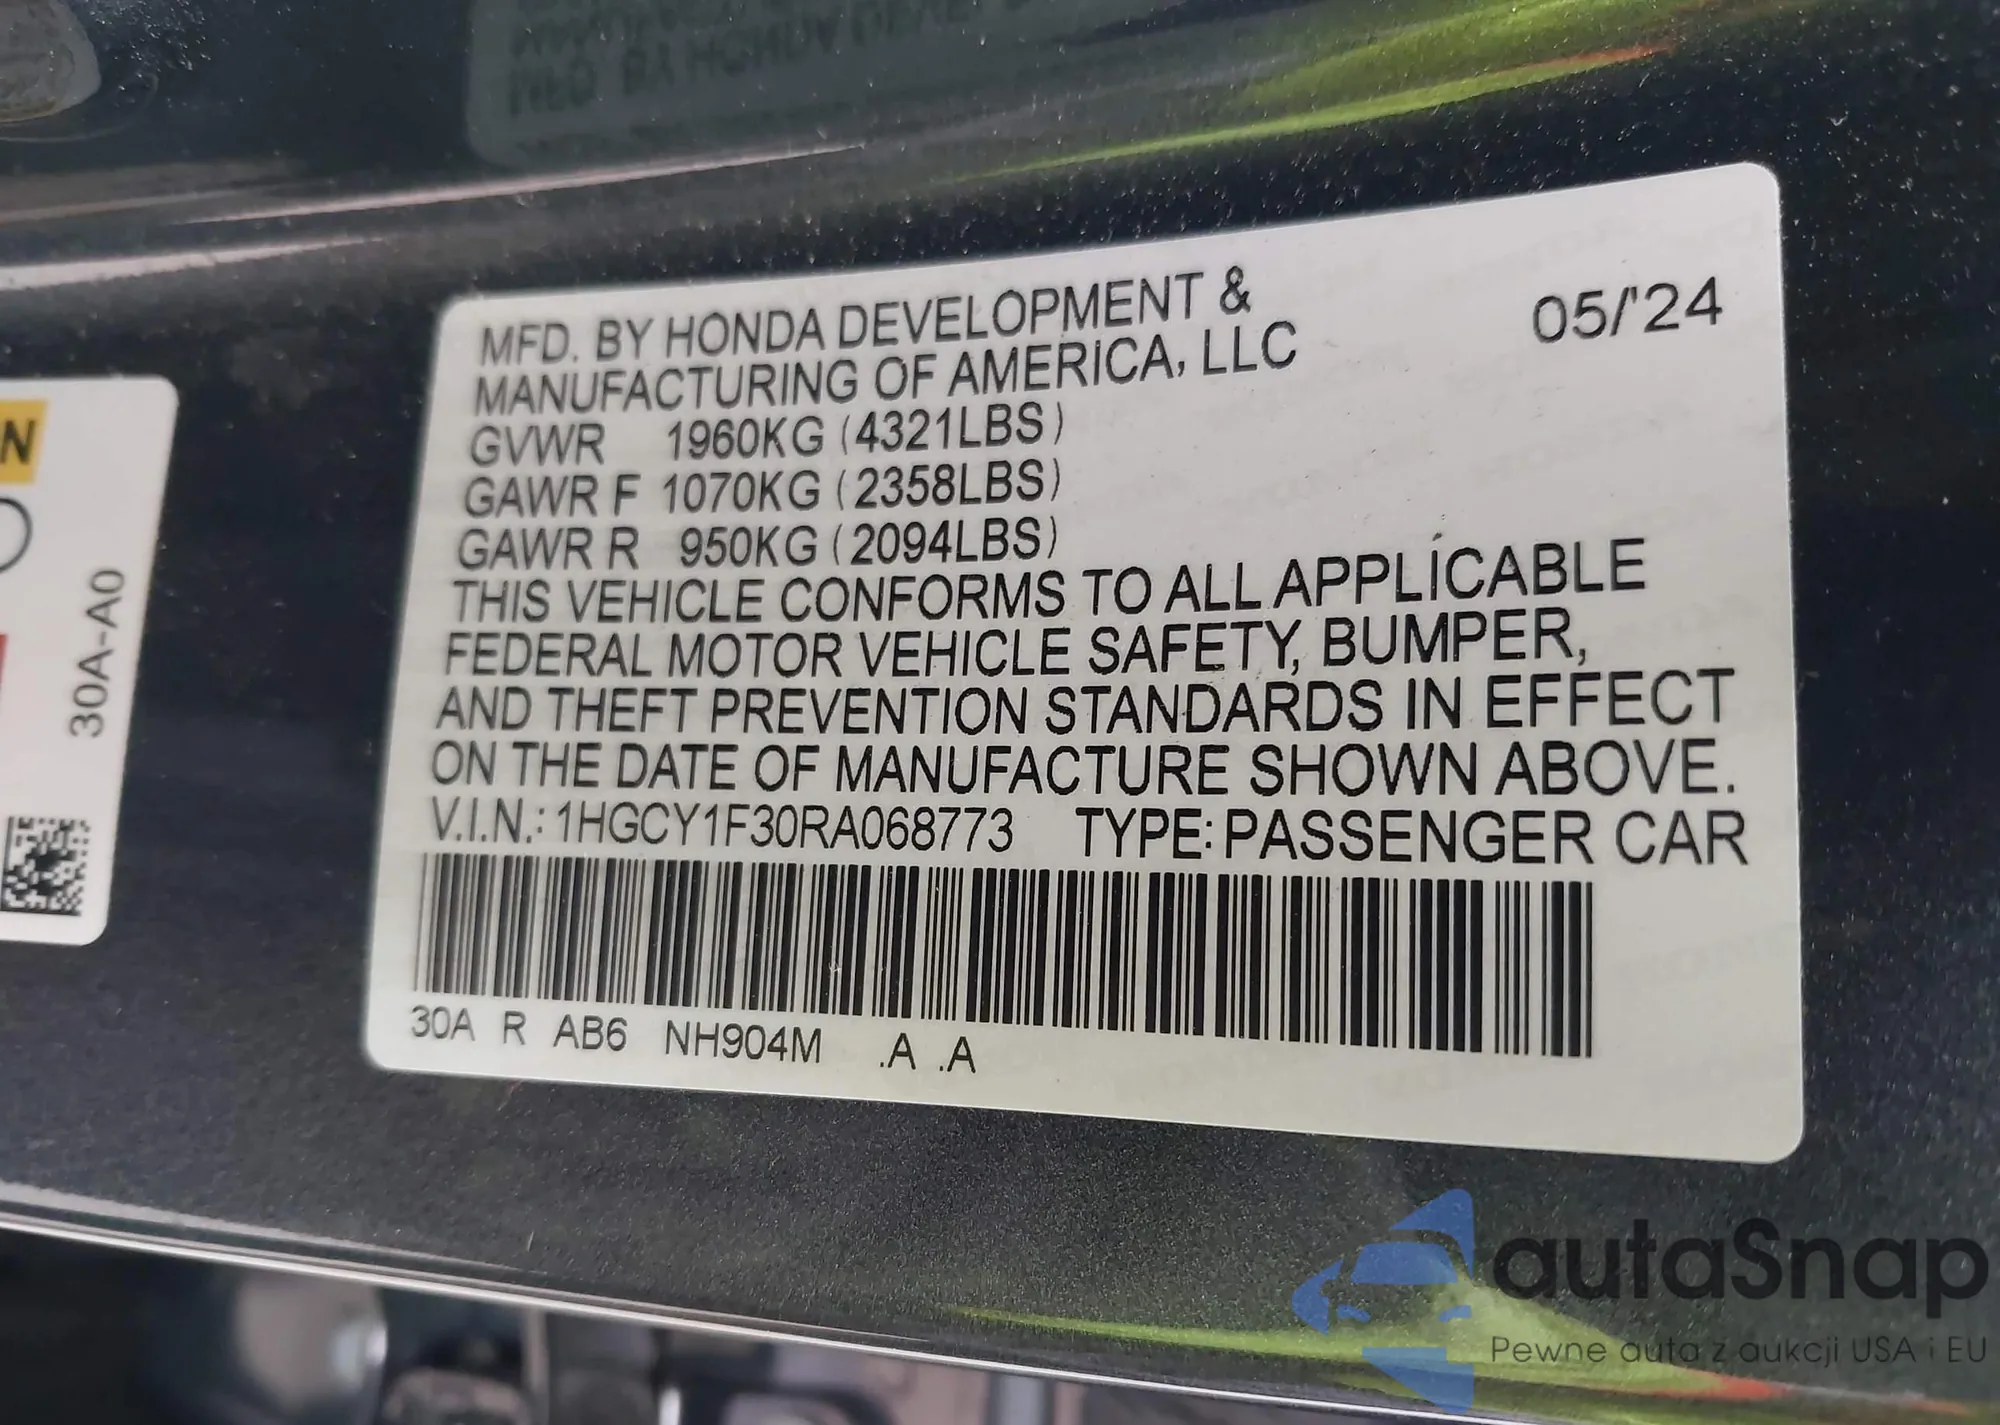 MFD. BY HONDA DEVELOPMENT &
MANUFACTURING OF AMERICA, LLC
05/'24
GVWR 1960KG (4321LBS)
GAWR F 1070KG (2358LBS)
GAWR R 950KG (2094LBS)
THIS VEHICLE CONFORMS TO ALL APPLICABLE
FEDERAL MOTOR VEHICLE SAFETY, BUMPER,
AND THEFT PREVENTION STANDARDS IN EFFECT
ON THE DATE OF MANUFACTURE SHOWN ABOVE.
V.I.N.: 1HGCY1F30RA068773 TYPE: PASSENGER CAR
30A R AB6 NH904M .A .A
N
30A-A0
autaSnap
Pewne auta z aukcji USA i EU